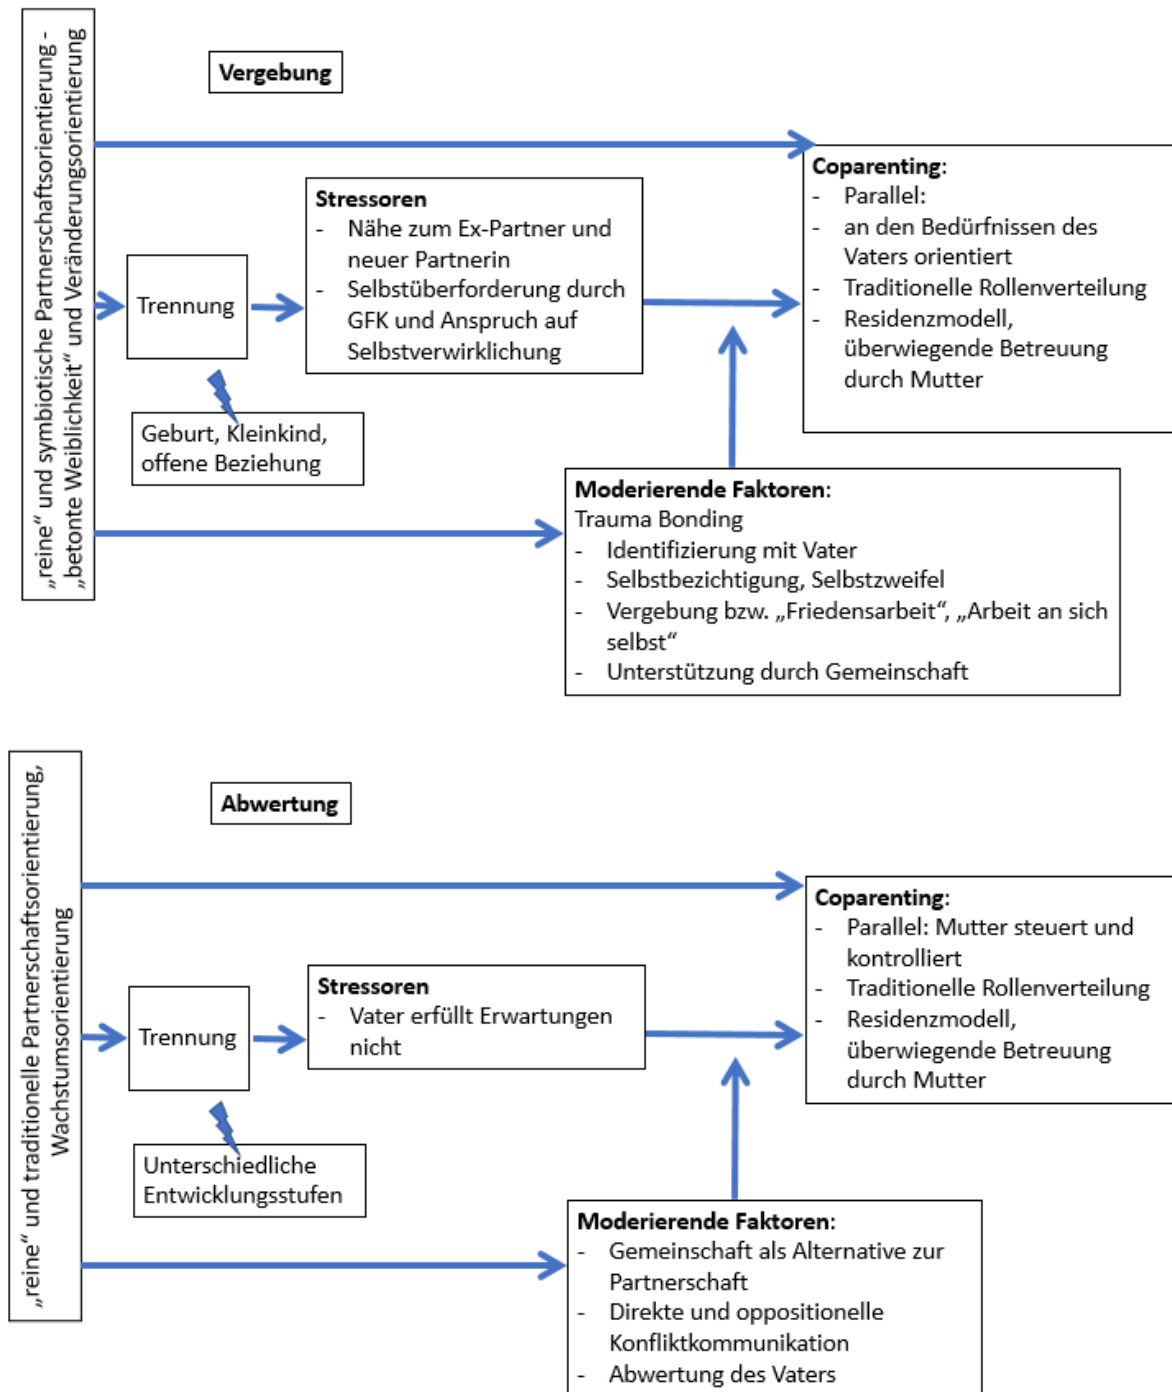 „reine“ und symbiotische Partnerschaftsorientierung -
„betonte Weiblichkeit“ und Veränderungsorientierung
Vergebung
Trennung
Geburt, Kleinkind,
offene Beziehung
Stressoren
- Nähe zum Ex-Partner und
neuer Partnerin
- Selbstüberforderung durch
GFK und Anspruch auf
Selbstverwirklichung
Coparenting:
- Parallel:
- an den Bedürfnissen des
Vaters orientiert
- Traditionelle Rollenverteilung
- Residenzmodell,
überwiegende Betreuung
durch Mutter
Moderierende Faktoren:
Trauma Bonding
- Identifizierung mit Vater
- Selbstbezichtigung, Selbstzweifel
- Vergebung bzw. „Friedensarbeit“, „Arbeit an sich
selbst“
- Unterstützung durch Gemeinschaft
„reine“ und traditionelle Partnerschaftsorientierung,
Wachstumsorientierung
Abwertung
Trennung
Unterschiedliche
Entwicklungsstufen
Stressoren
- Vater erfüllt Erwartungen
nicht
Coparenting:
- Parallel: Mutter steuert und
kontrolliert
- Traditionelle Rollenverteilung
- Residenzmodell,
überwiegende Betreuung
durch Mutter
Moderierende Faktoren:
- Gemeinschaft als Alternative zur
Partnerschaft
- Direkte und oppositionelle
Konfliktkommunikation
- Abwertung des Vaters